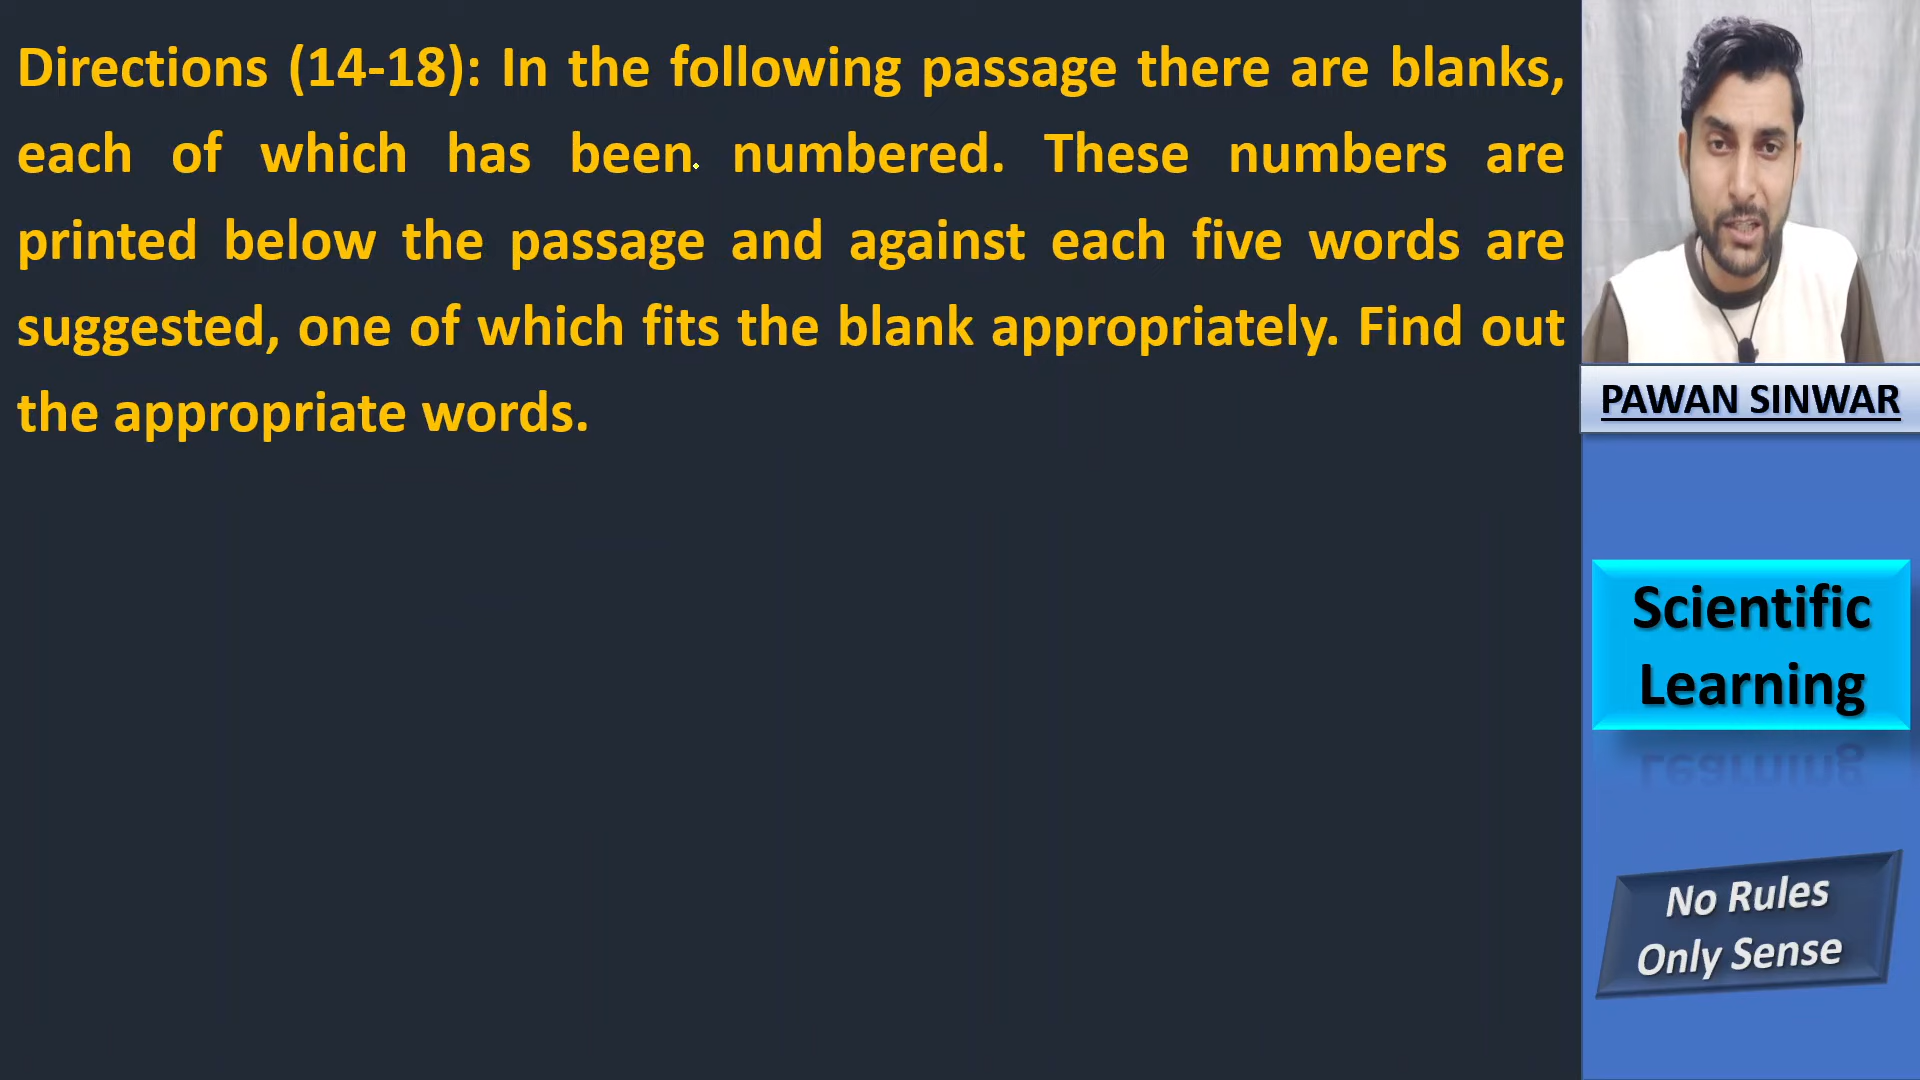 Directions (14-18): In the following passage there are blanks,
each of which has been numbered. These numbers are
printed below the passage and against each five words are
suggested, one of which fits the blank appropriately. Find out
the appropriate words.
PAWAN SINWAR
Scientific
Learning
No Rules
Only Sense